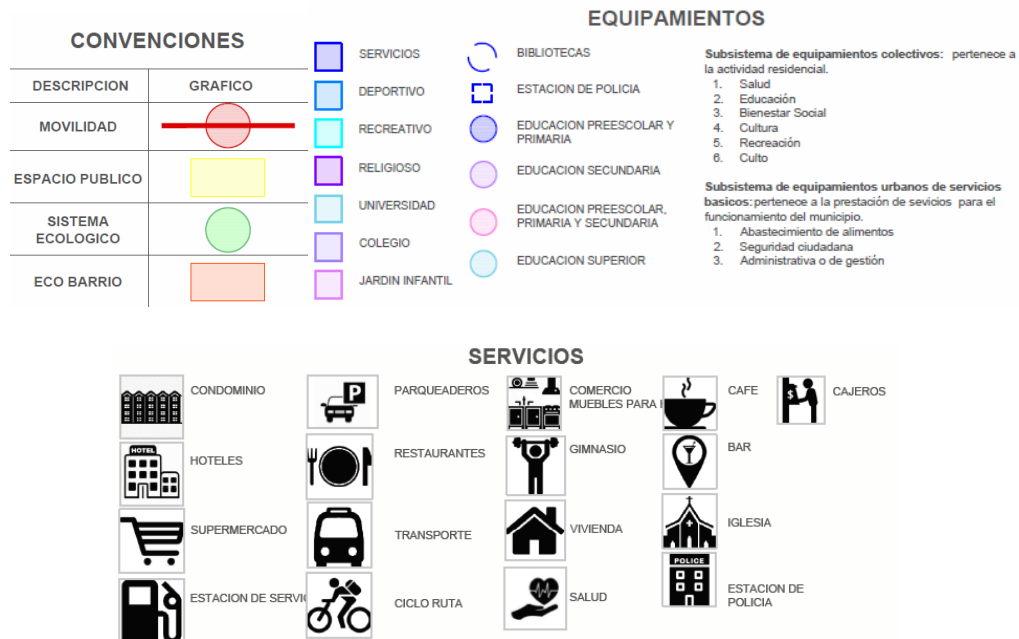 CONVENCIONES
DESCRIPCION
GRAFICO
MOVILIDAD
ESPACIO PUBLICO
SISTEMA
ECOLOGICO
ECO BARRIO
EQUIPAMIENTOS
SERVICIOS
DEPORTIVO
RECREATIVO
RELIGIOSO
UNIVERSIDAD
COLEGIO
JARDIN INFANTIL
BIBLIOTECAS
ESTACION DE POLICIA
EDUCACION PREESCOLAR Y
PRIMARIA
EDUCACION SECUNDARIA
EDUCACION PREESCOLAR,
PRIMARIA Y SECUNDARIA
EDUCACION SUPERIOR
Subsistema de equipamientos colectivos: pertenece a
la actividad residencial.
1. Salud
2. Educación
3. Bienestar Social
4. Cultura
5. Recreación
6. Culto
Subsistema de equipamientos urbanos de servicios
basicos:pertenece a la prestación de sevicios para el
funcionamiento del municipio.
1. Abastecimiento de alimentos
2. Seguridad ciudadana
3. Administrativa o de gestión
SERVICIOS
CONDOMINIO
HOTEL
HOTELES
SUPERMERCADO
ESTACION DE SERVI
P
PARQUEADEROS
RESTAURANTES
TRANSPORTE
CICLO RUTA
COMERCIO
MUEBLES PARA
GIMNASIO
VIVIENDA
SALUD
CAFE
BAR
IGLESIA
POLICE
ESTACION DE
POLICIA
$
CAJEROS